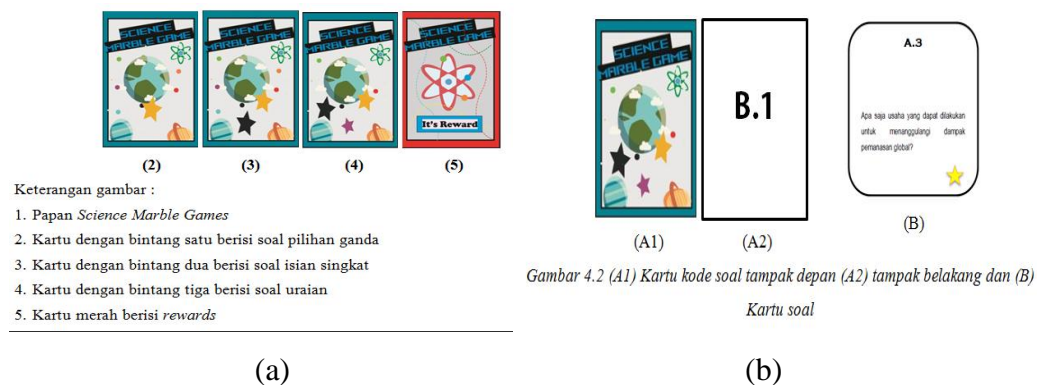 SCIENCE
MARBLE GAME
SCIENCE
MARBLE GAME
SCIENCE
MARBLE GAME
SCIENCE
MARBLE GAME
It's Reward
(2)
(3)
(4)
(5)
Keterangan gambar :
1. Papan Science Marble Games
2. Kartu dengan bintang satu berisi soal pilihan ganda
3. Kartu dengan bintang dua berisi soal isian singkat
4. Kartu dengan bintang tiga berisi soal uraian
5. Kartu merah berisi rewards
(a)
SCIENCE
MARBLE GAME
B.1
A.3
Apa saja usaha yang dapat dilakukan
untuk menanggulangi dampak
pemanasan global?
(A1)
(A2)
(B)
Gambar 4.2 (A1) Kartu kode soal tampak depan (A2) tampak belakang dan (B)
Kartu soal
(b)